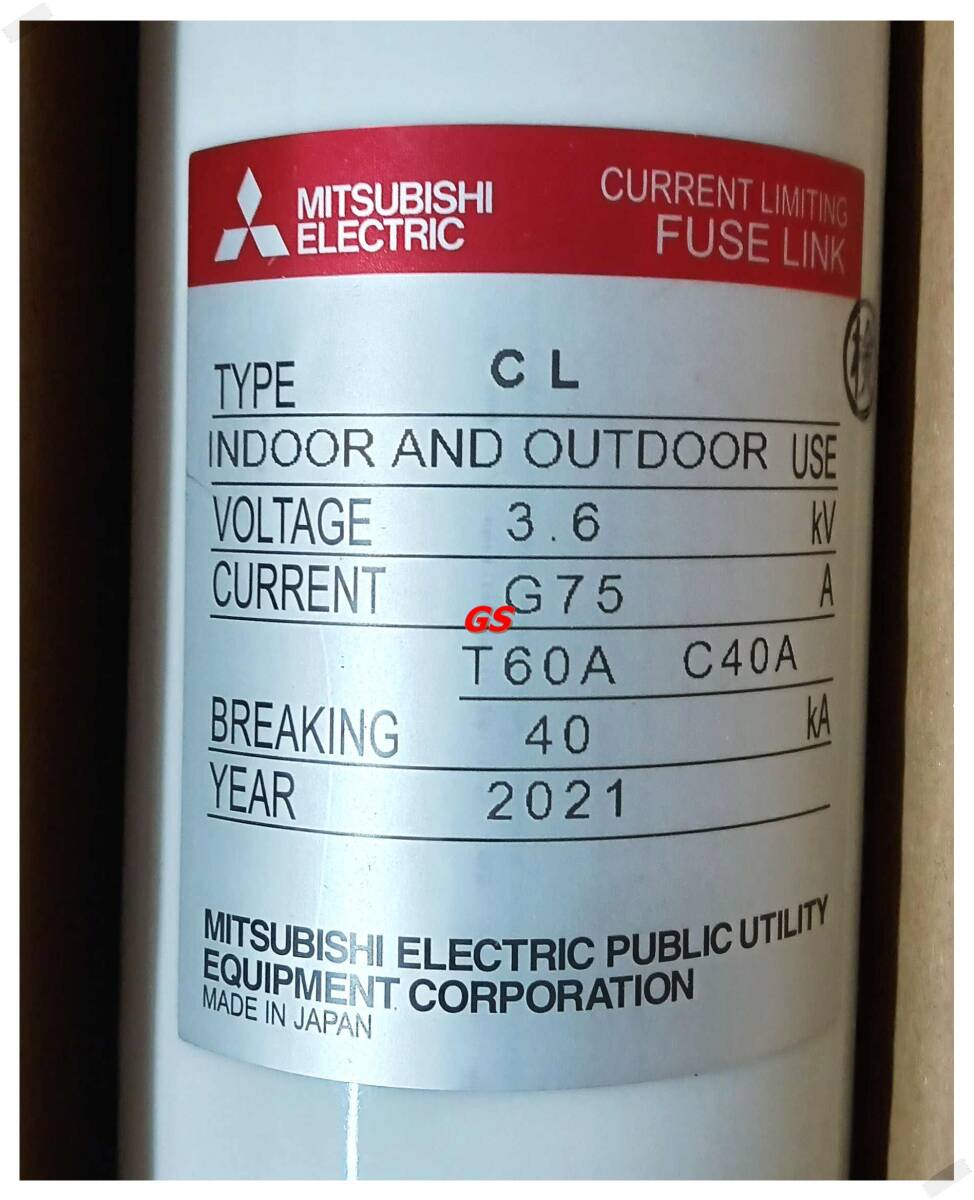 MITSUBISHI
ELECTRIC
CURRENT LIMITING
FUSE LINK
TYPE CL
INDOOR AND OUTDOOR USE
VOLTAGE 3.6 kV
CURRENT G75 A
GS
T60A C40A
BREAKING 40 kA
YEAR 2021
MITSUBISHI ELECTRIC PUBLIC UTILITY
EQUIPMENT CORPORATION
MADE IN JAPAN